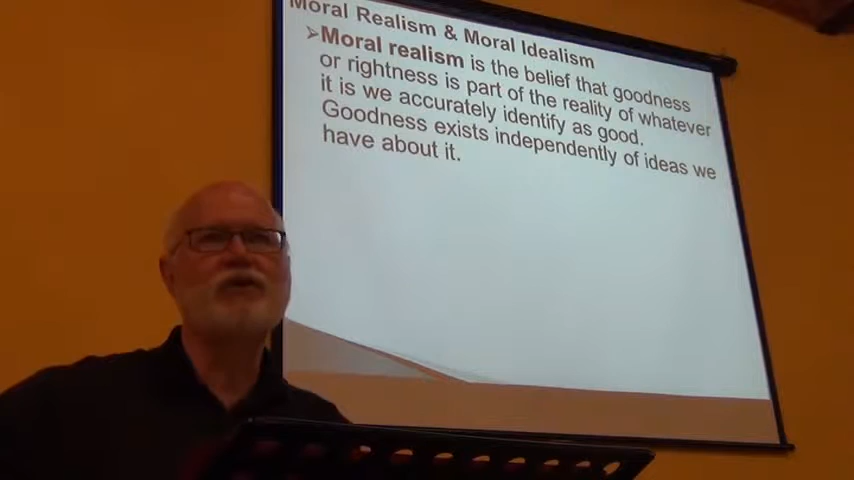 Moral Realism & Moral Idealism
➢Moral realism is the belief that goodness
or rightness is part of the reality of whatever
it is we accurately identify as good.
Goodness exists independently of ideas we
have about it.